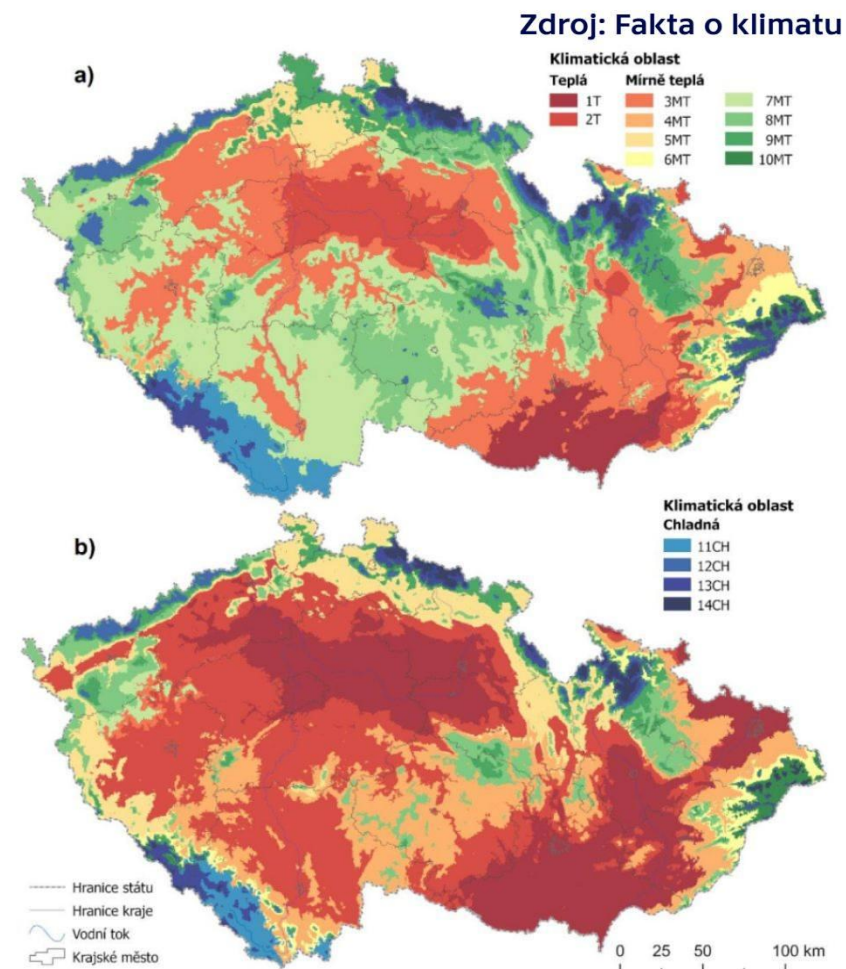 Zdroj: Fakta o klimatu
a)
Klimatická oblast
Teplá
1T
2T
Mírně teplá
3MT
4MT
5MT
6MT
7MT
8MT
9MT
10MT
b)
Klimatická oblast
Chladná
11CH
12CH
13CH
14CH
Hranice státu
Hranice kraje
Vodní tok
Krajské město
0 25 50 100 km